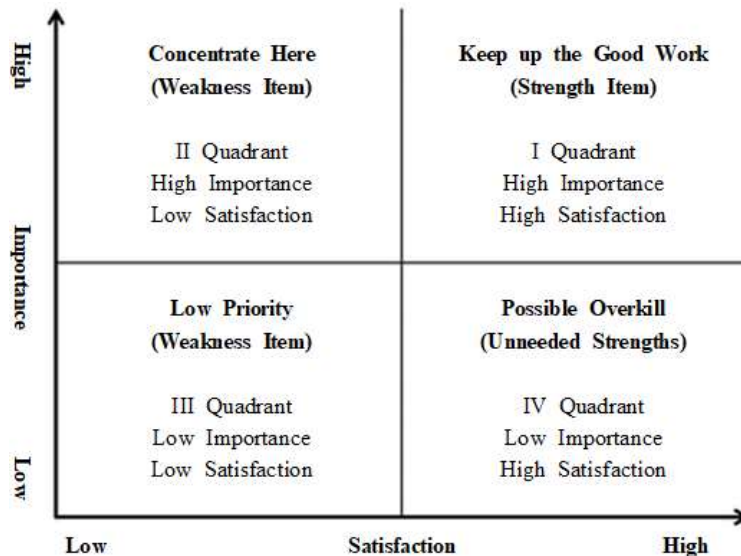 High
Importance
Low
Concentrate Here
(Weakness Item)
II Quadrant
High Importance
Low Satisfaction
Keep up the Good Work
(Strength Item)
I Quadrant
High Importance
High Satisfaction
Low Priority
(Weakness Item)
III Quadrant
Low Importance
Low Satisfaction
Possible Overkill
(Unneeded Strengths)
IV Quadrant
Low Importance
High Satisfaction
Low Satisfaction High